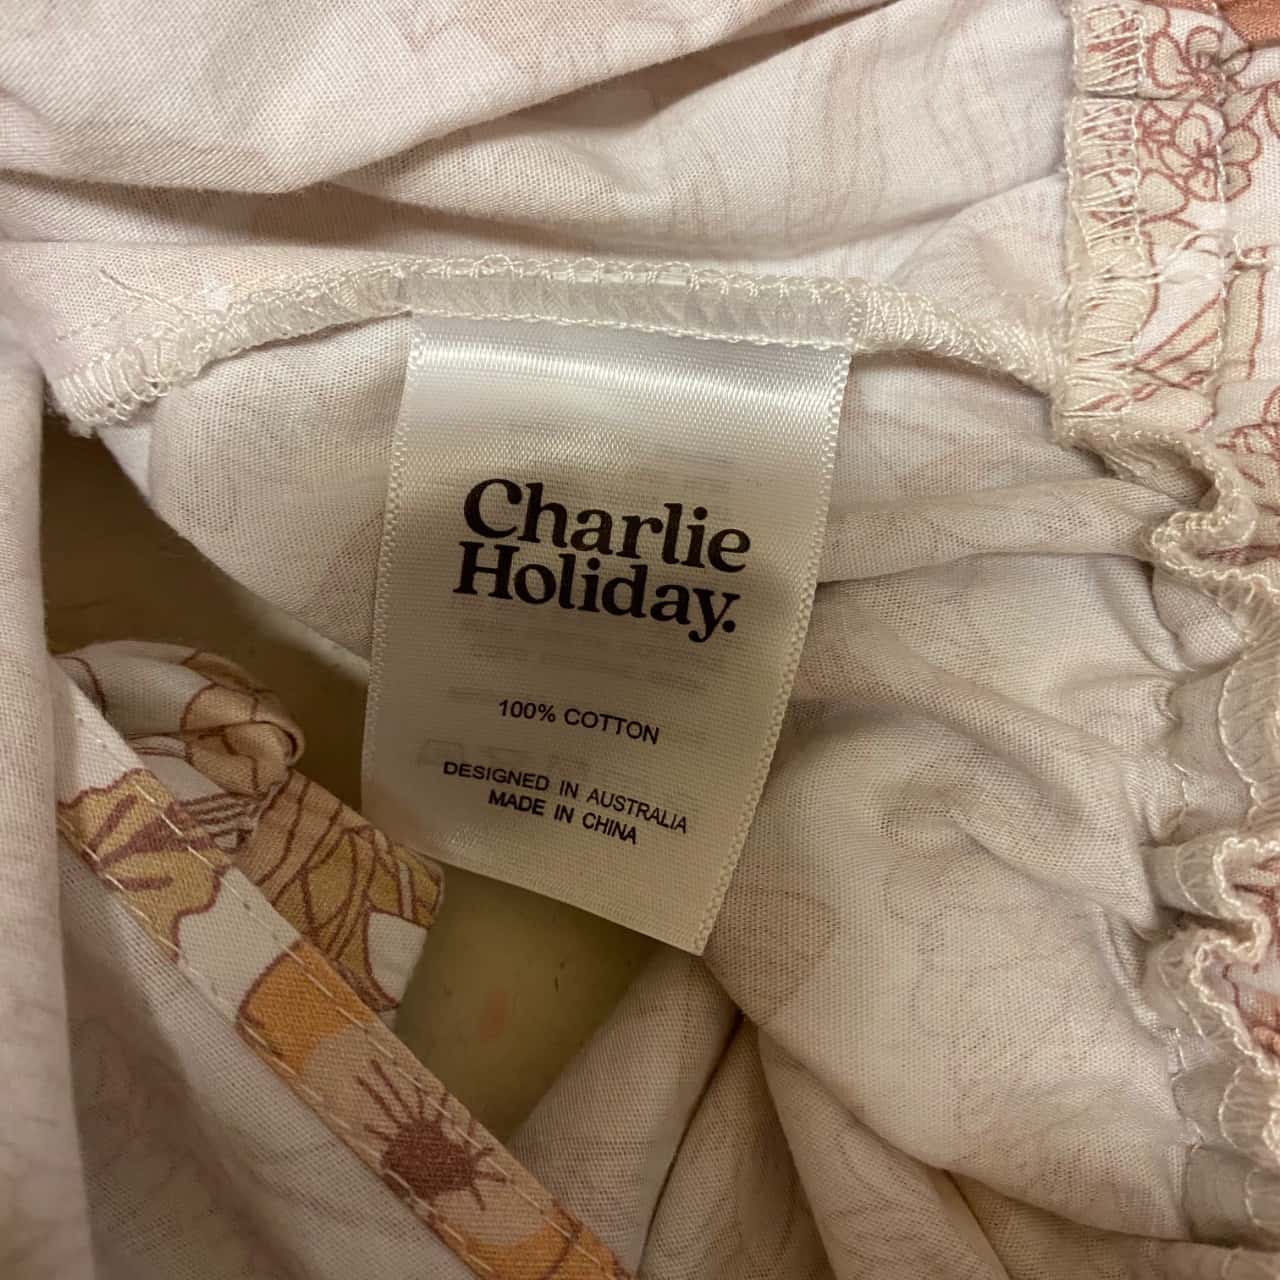 Charlie
Holiday.
100% COTTON
DESIGNED IN AUSTRALIA
MADE IN CHINA